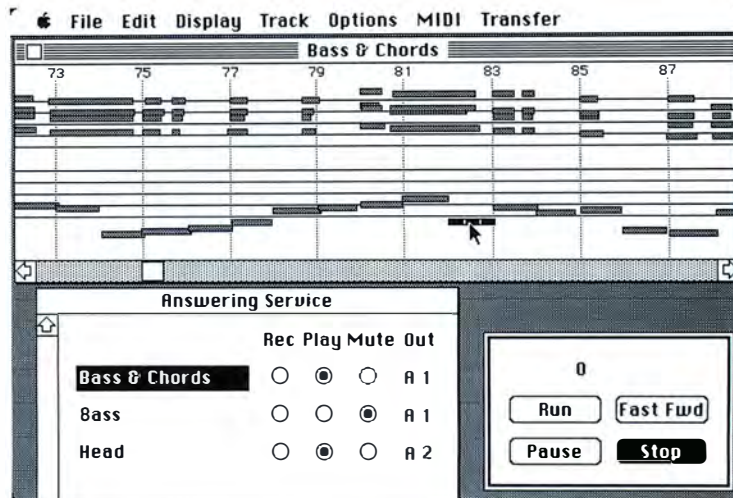 File Edit Display Track Options MIDI Transfer
Bass & Chords
73 75 77 79 81 83 85 87
Answering Service
Rec Play Mute Out
Bass & Chords A 1
Bass A 1
Head A 2
0
Run Fast Fwd
Pause Stop